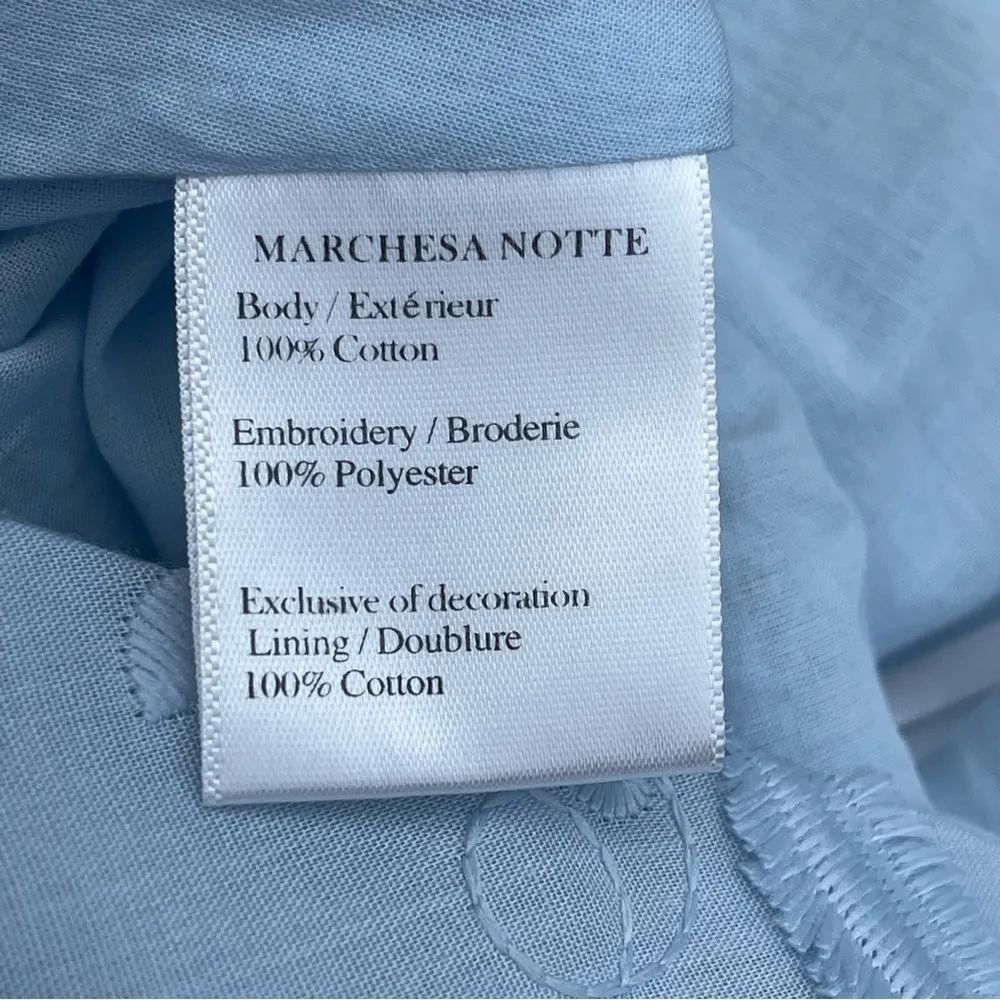 MARCHESA NOTTE
Body / Extérieur
100% Cotton
Embroidery / Broderie
100% Polyester
Exclusive of decoration
Lining / Doublure
100% Cotton